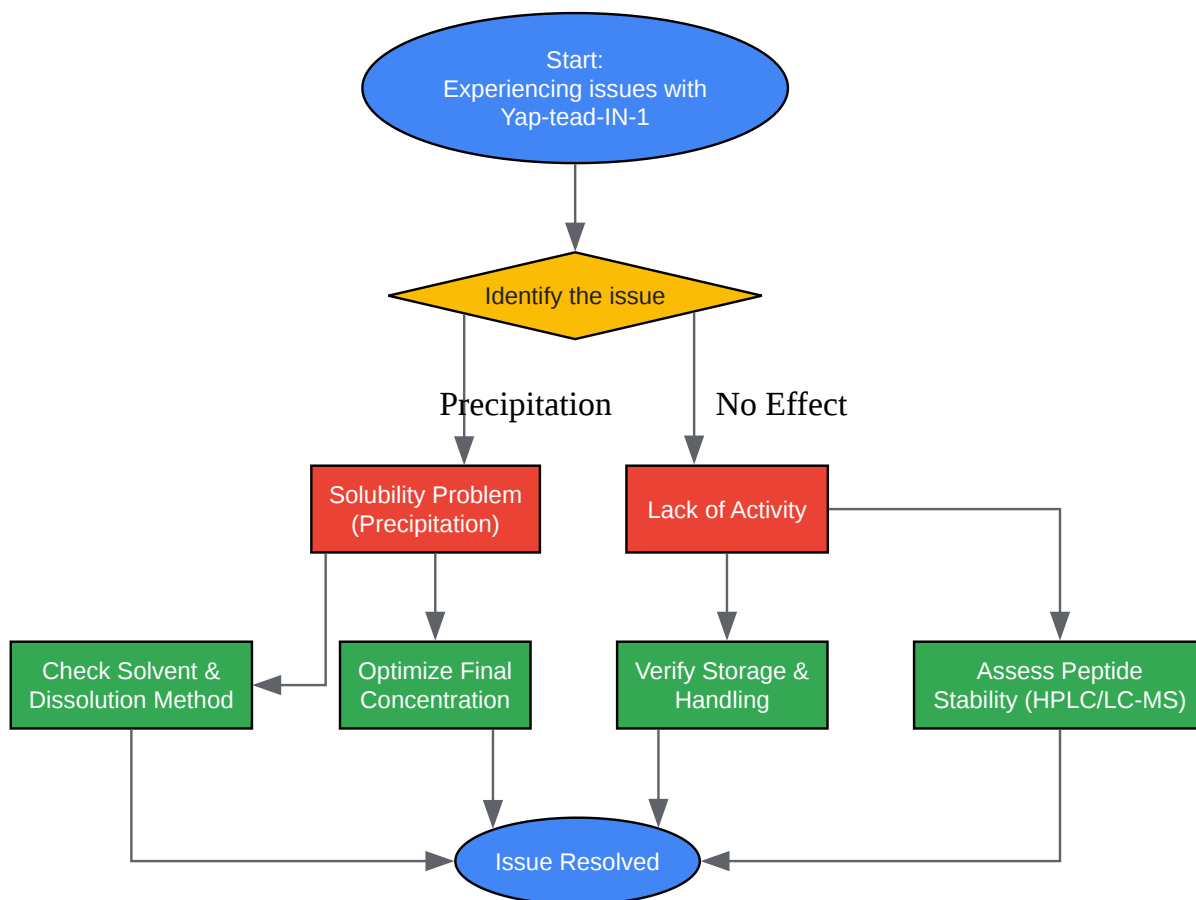 Start:
Experiencing issues with
Yap-tead-IN-1
Identify the issue
Precipitation
No Effect
Solubility Problem
(Precipitation)
Lack of Activity
Check Solvent &
Dissolution Method
Optimize Final
Concentration
Verify Storage &
Handling
Assess Peptide
Stability (HPLC/LC-MS)
Issue Resolved